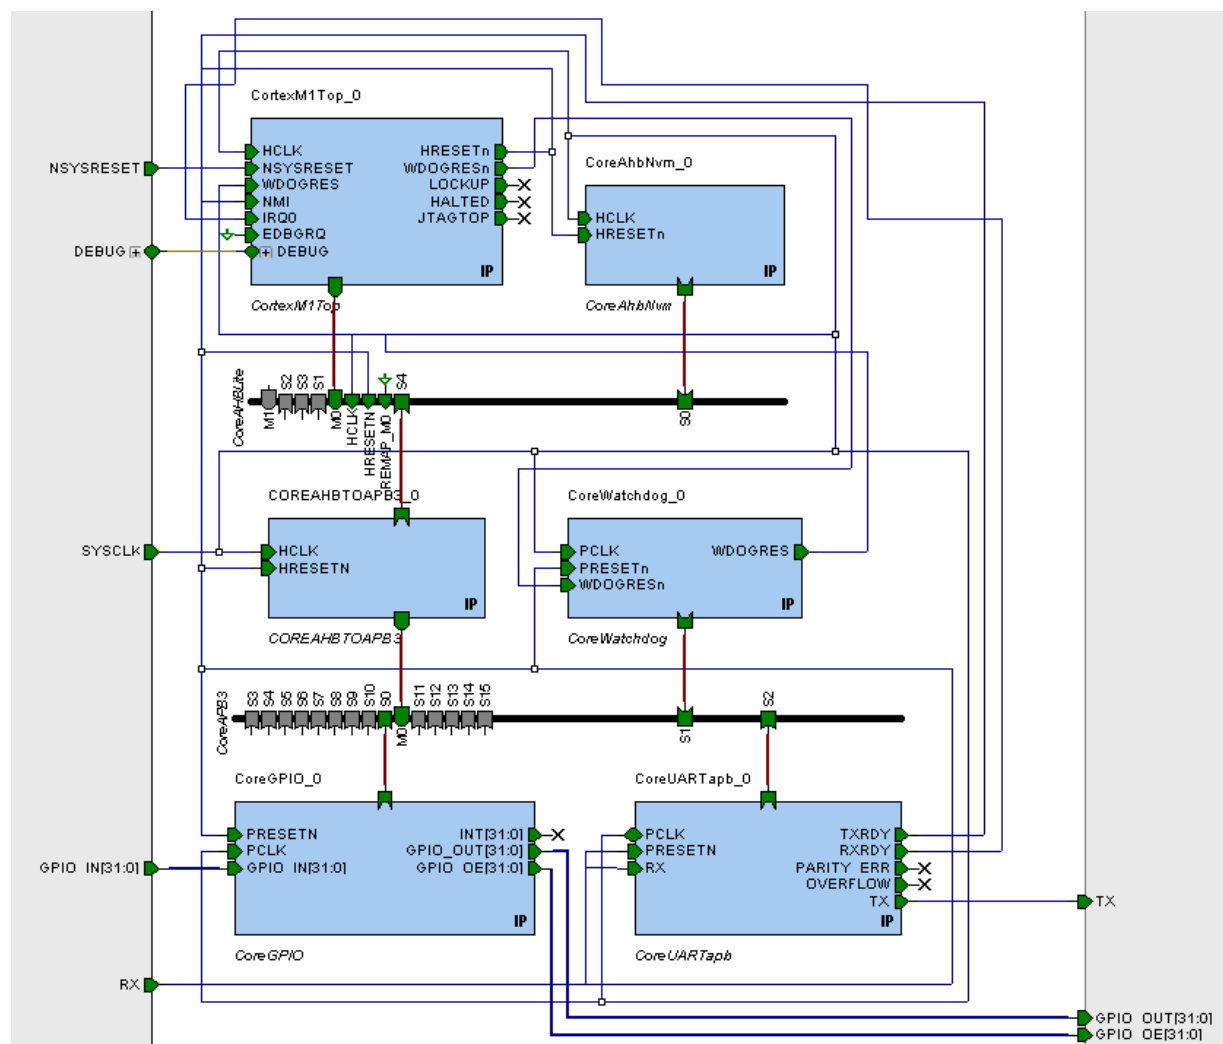 CortexM1Top_0
HCLK
NSYSRESET
WDOGRES
NMI
IRQ0
EDBGRQ
DEBUG
HRESETn
WDOGRESn
LOCKUP
HALTED
JTAGTOP
IP
CortexM1Top
NSYSRESET
DEBUG
CoreAhbNvm_0
HCLK
HRESETn
IP
CoreAhbNvm
CoreAHBLite
M1
S2
S3
S1
M0
HCLK
HRESETN
REMAP_M0
S4
S0
COREAHBTOAPB3_0
HCLK
HRESETN
IP
COREAHBTOAPB3
SYSCLK
CoreWatchdog_0
PCLK
PRESETn
WDOGRESn
WDOGRES
IP
CoreWatchdog
CoreAPB3
S3
S4
S5
S6
S7
S8
S9
S10
S0
M0
S11
S12
S13
S14
S15
S1
S2
CoreGPIO_0
PRESETN
PCLK
GPIO_IN[31:0]
INT[31:0]
GPIO_OUT[31:0]
GPIO_OE[31:0]
IP
CoreGPIO
GPIO_IN[31:0]
CoreUARTapb_0
PCLK
PRESETN
RX
TXRDY
RXRDY
PARITY_ERR
OVERFLOW
TX
IP
CoreUARTapb
TX
RX
GPIO_OUT[31:0]
GPIO_OE[31:0]